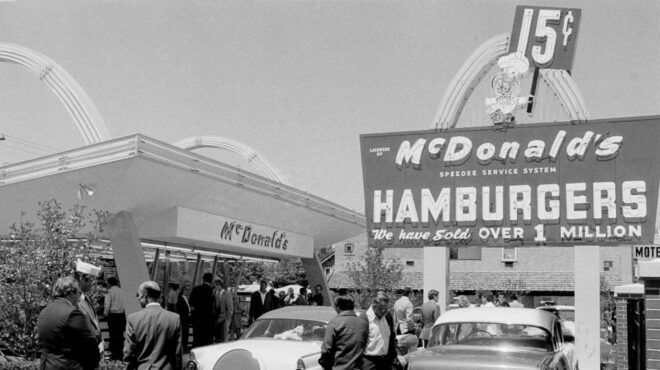 15¢
LICENSEE OF
McDonald's
SPEEDEE SERVICE SYSTEM
HAMBURGERS
We have Sold OVER 1 MILLION
McDonald's
MOTE